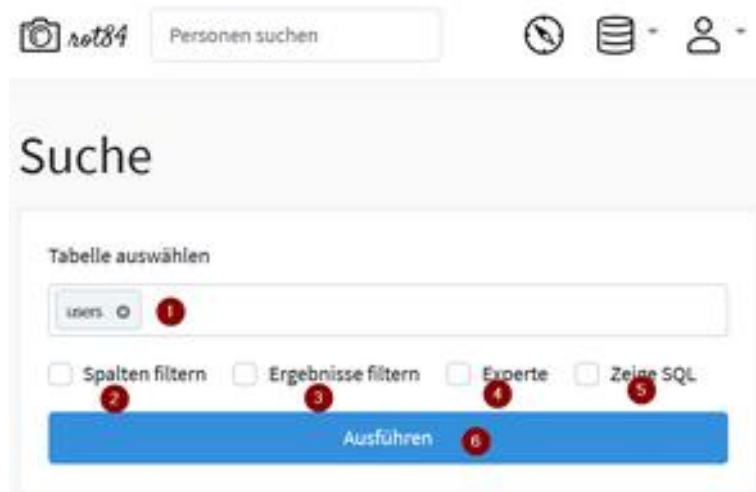 rot84 Personen suchen
Suche
Tabelle auswählen
users 1
Spalten filtern Ergebnisse filtern Experte Zeige SQL
2 3 4 5
Ausführen 6